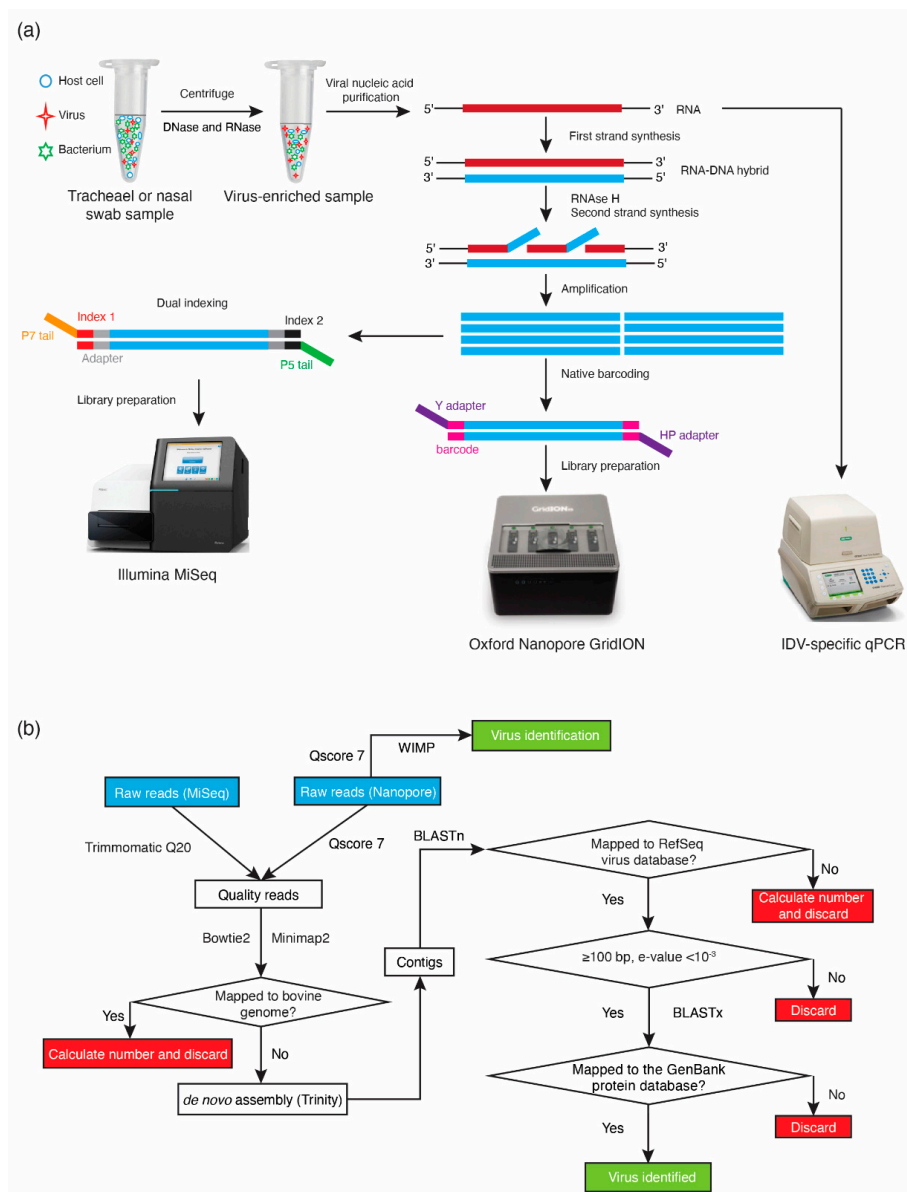 (a)
Host cell
Virus
Bacterium
Centrifuge
DNase and RNase
Viral nucleic acid
purification
Tracheael or nasal
swab sample
Virus-enriched sample
5'
3'
RNA
First strand synthesis
5'
3'
3'
5'
RNA-DNA hybrid
RNAse H
Second strand synthesis
5'
3'
3'
5'
Amplification
Dual indexing
P7 tail
Index 1
Index 2
Adapter
P5 tail
Library preparation
Native barcoding
Y adapter
HP adapter
barcode
Library preparation
GridION
Illumina MiSeq
Oxford Nanopore GridION
IDV-specific qPCR
(b)
Qscore 7
WIMP
Virus identification
Raw reads (MiSeq)
Raw reads (Nanopore)
Trimmomatic Q20
Qscore 7
Quality reads
Bowtie2
Minimap2
Mapped to bovine
genome?
Yes
Calculate number and discard
No
de novo assembly (Trinity)
Contigs
BLASTn
Mapped to RefSeq
virus database?
No
Calculate number
and discard
Yes
≥100 bp, e-value <10⁻³
No
Discard
Yes
BLASTx
Mapped to the GenBank
protein database?
No
Discard
Yes
Virus identified